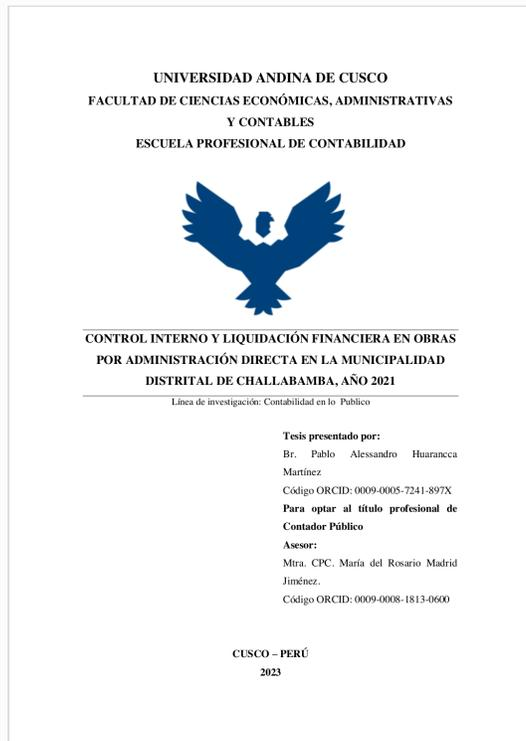 UNIVERSIDAD ANDINA DE CUSCO
FACULTAD DE CIENCIAS ECONÓMICAS, ADMINISTRATIVAS
Y CONTABLES
ESCUELA PROFESIONAL DE CONTABILIDAD
CONTROL INTERNO Y LIQUIDACIÓN FINANCIERA EN OBRAS
POR ADMINISTRACIÓN DIRECTA EN LA MUNICIPALIDAD
DISTRITAL DE CHALLABAMBA, AÑO 2021
Línea de investigación: Contabilidad en lo Publico
Tesis presentado por:
Br. Pablo Alessandro Huarancca
Martínez
Código ORCID: 0009-0005-7241-897X
Para optar al título profesional de
Contador Público
Asesor:
Mtra. CPC. María del Rosario Madrid
Jiménez.
Código ORCID: 0009-0008-1813-0600
CUSCO – PERÚ
2023